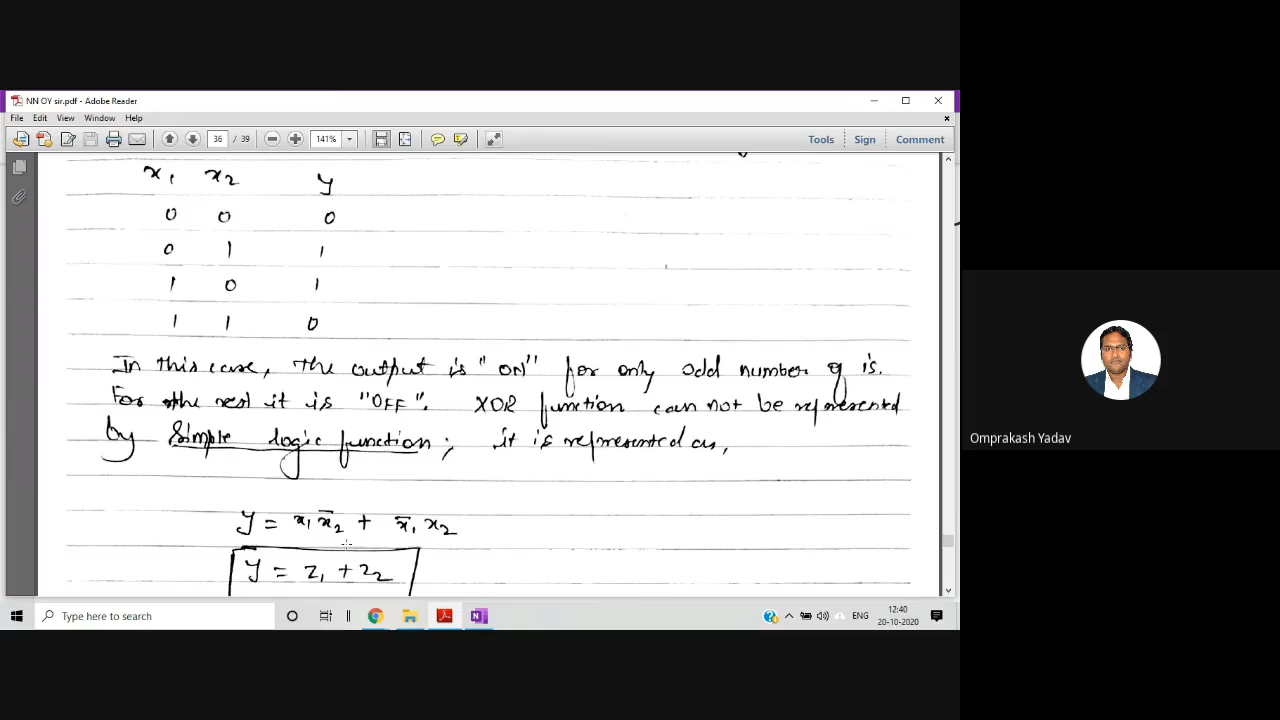 NN OY sir.pdf - Adobe Reader
File Edit View Window Help
36 / 39 141% Tools Sign Comment
x1 x2 y
0 0 0
0 1 1
1 0 1
1 1 0
In this case, the output is "ON" for only odd number of 1s.
For the rest it is "OFF". XOR function can not be represented
by simple logic function; it is represented as,
y = x1 x̄2 + x̄1 x2
y = z1 + z2
Omprakash Yadav
Type here to search
ENG
12:40
20-10-2020